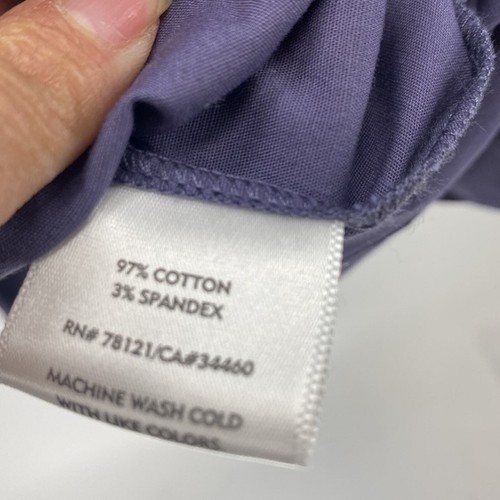 97% COTTON
3% SPANDEX
RN# 78121/CA#34460
MACHINE WASH COLD
WITH LIKE COLORS